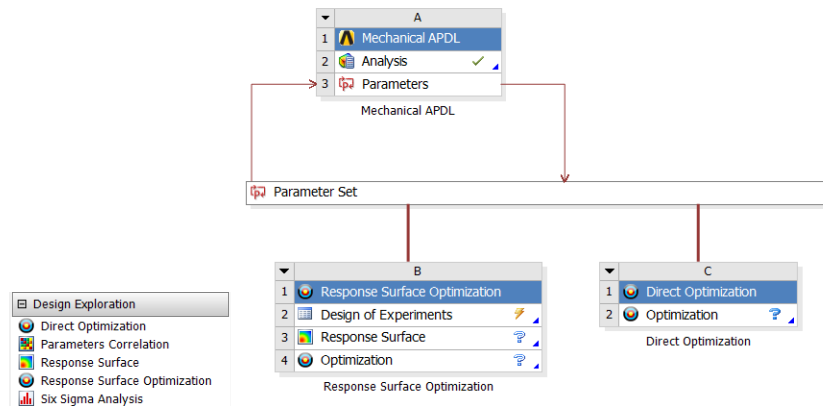 A
1 Mechanical APDL
2 Analysis
3 Parameters
Mechanical APDL
Parameter Set
B
1 Response Surface Optimization
2 Design of Experiments
3 Response Surface
4 Optimization
Response Surface Optimization
C
1 Direct Optimization
2 Optimization
Direct Optimization
Design Exploration
Direct Optimization
Parameters Correlation
Response Surface
Response Surface Optimization
Six Sigma Analysis